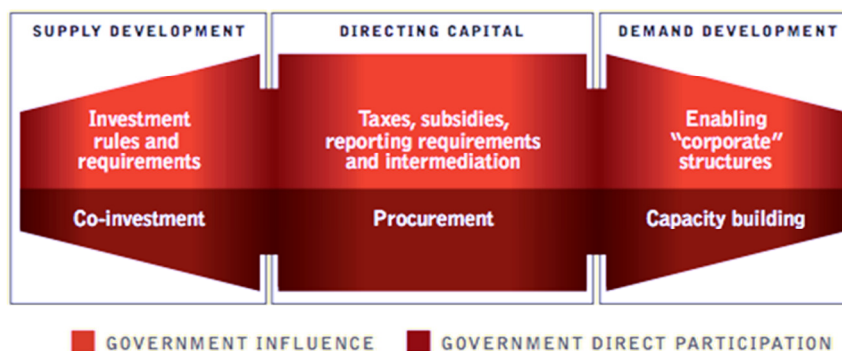 SUPPLY DEVELOPMENT
DIRECTING CAPITAL
DEMAND DEVELOPMENT
Investment
rules and
requirements
Taxes, subsidies,
reporting requirements
and intermediation
Enabling
"corporate"
structures
Co-investment
Procurement
Capacity building
GOVERNMENT INFLUENCE
GOVERNMENT DIRECT PARTICIPATION